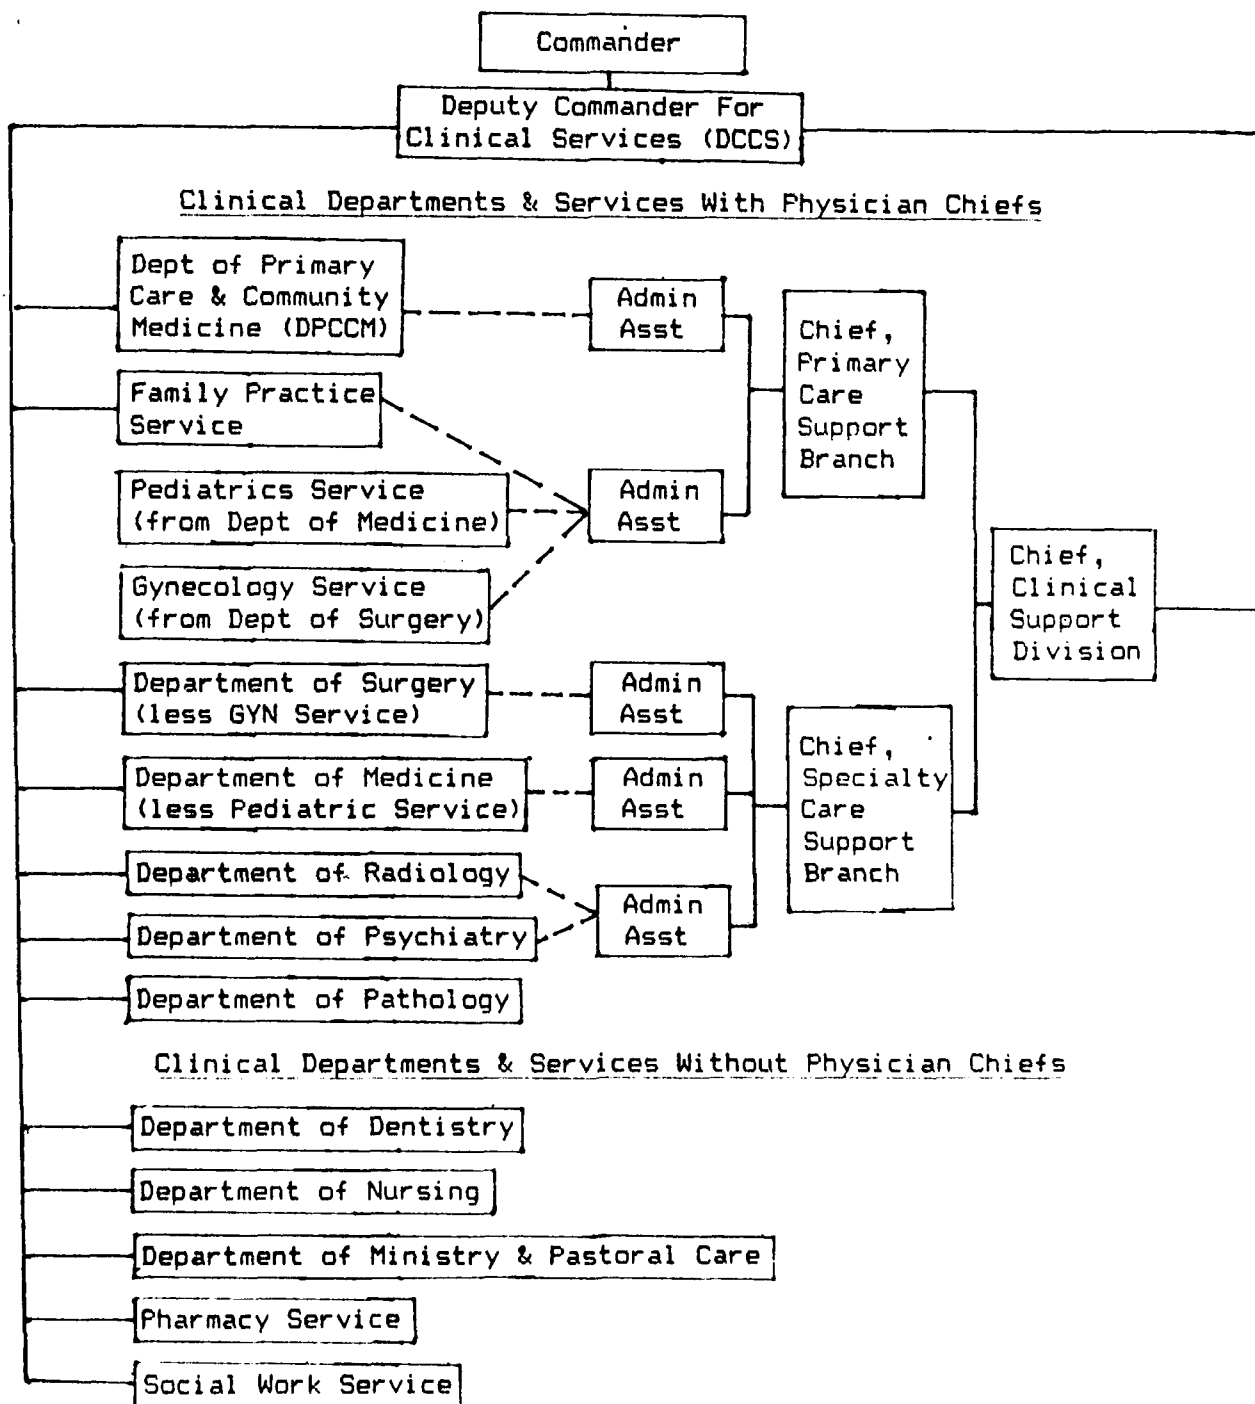 Commander
Deputy Commander For
Clinical Services (DCCS)
Clinical Departments & Services With Physician Chiefs
Dept of Primary
Care & Community
Medicine (DPCCM)
Admin
Asst
Chief,
Primary
Care
Support
Branch
Family Practice
Service
Pediatrics Service
(from Dept of Medicine)
Admin
Asst
Gynecology Service
(from Dept of Surgery)
Chief,
Clinical
Support
Division
Department of Surgery
(less GYN Service)
Admin
Asst
Chief,
Specialty
Care
Support
Branch
Department of Medicine
(less Pediatric Service)
Admin
Asst
Department of Radiology
Admin
Asst
Department of Psychiatry
Department of Pathology
Clinical Departments & Services Without Physician Chiefs
Department of Dentistry
Department of Nursing
Department of Ministry & Pastoral Care
Pharmacy Service
Social Work Service